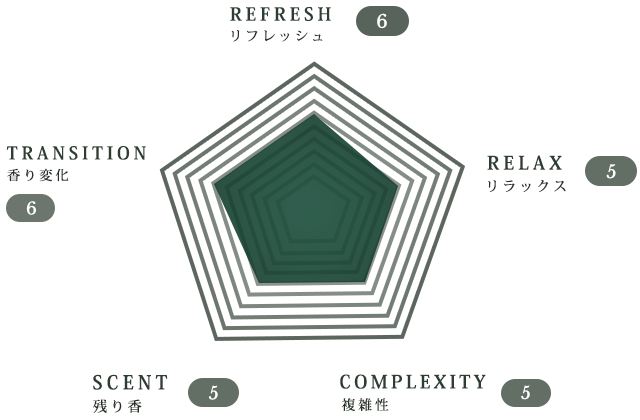 REFRESH
リフレッシュ
6
TRANSITION
香り変化
6
RELAX
リラックス
5
SCENT
残り香
5
COMPLEXITY
複雑性
5